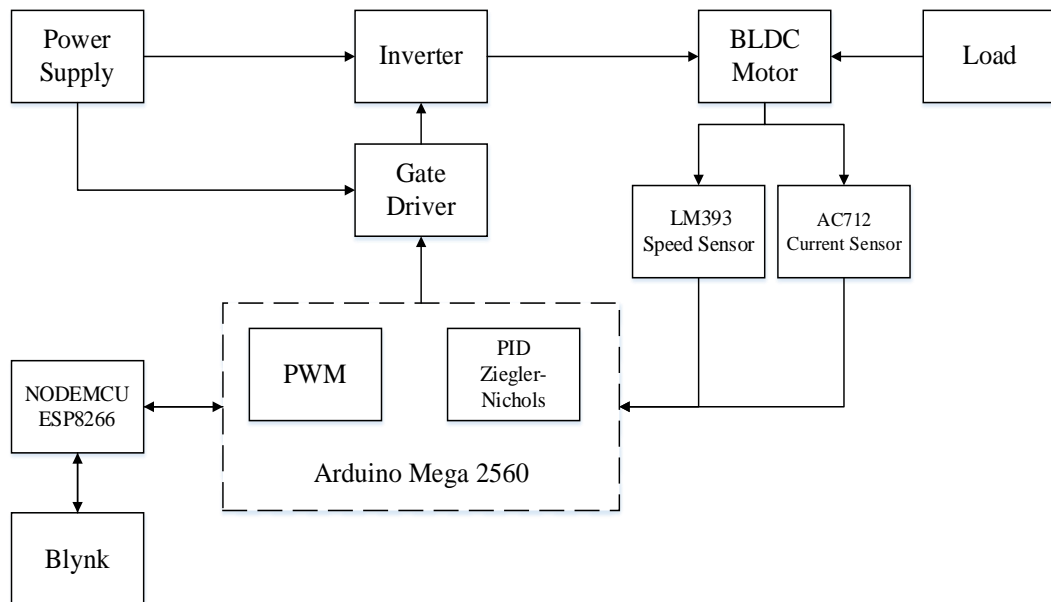 Power
Supply
Inverter
BLDC
Motor
Load
Gate
Driver
LM393
Speed Sensor
AC712
Current Sensor
PWM
PID
Ziegler-
Nichols
NODEMCU
ESP8266
Arduino Mega 2560
Blynk